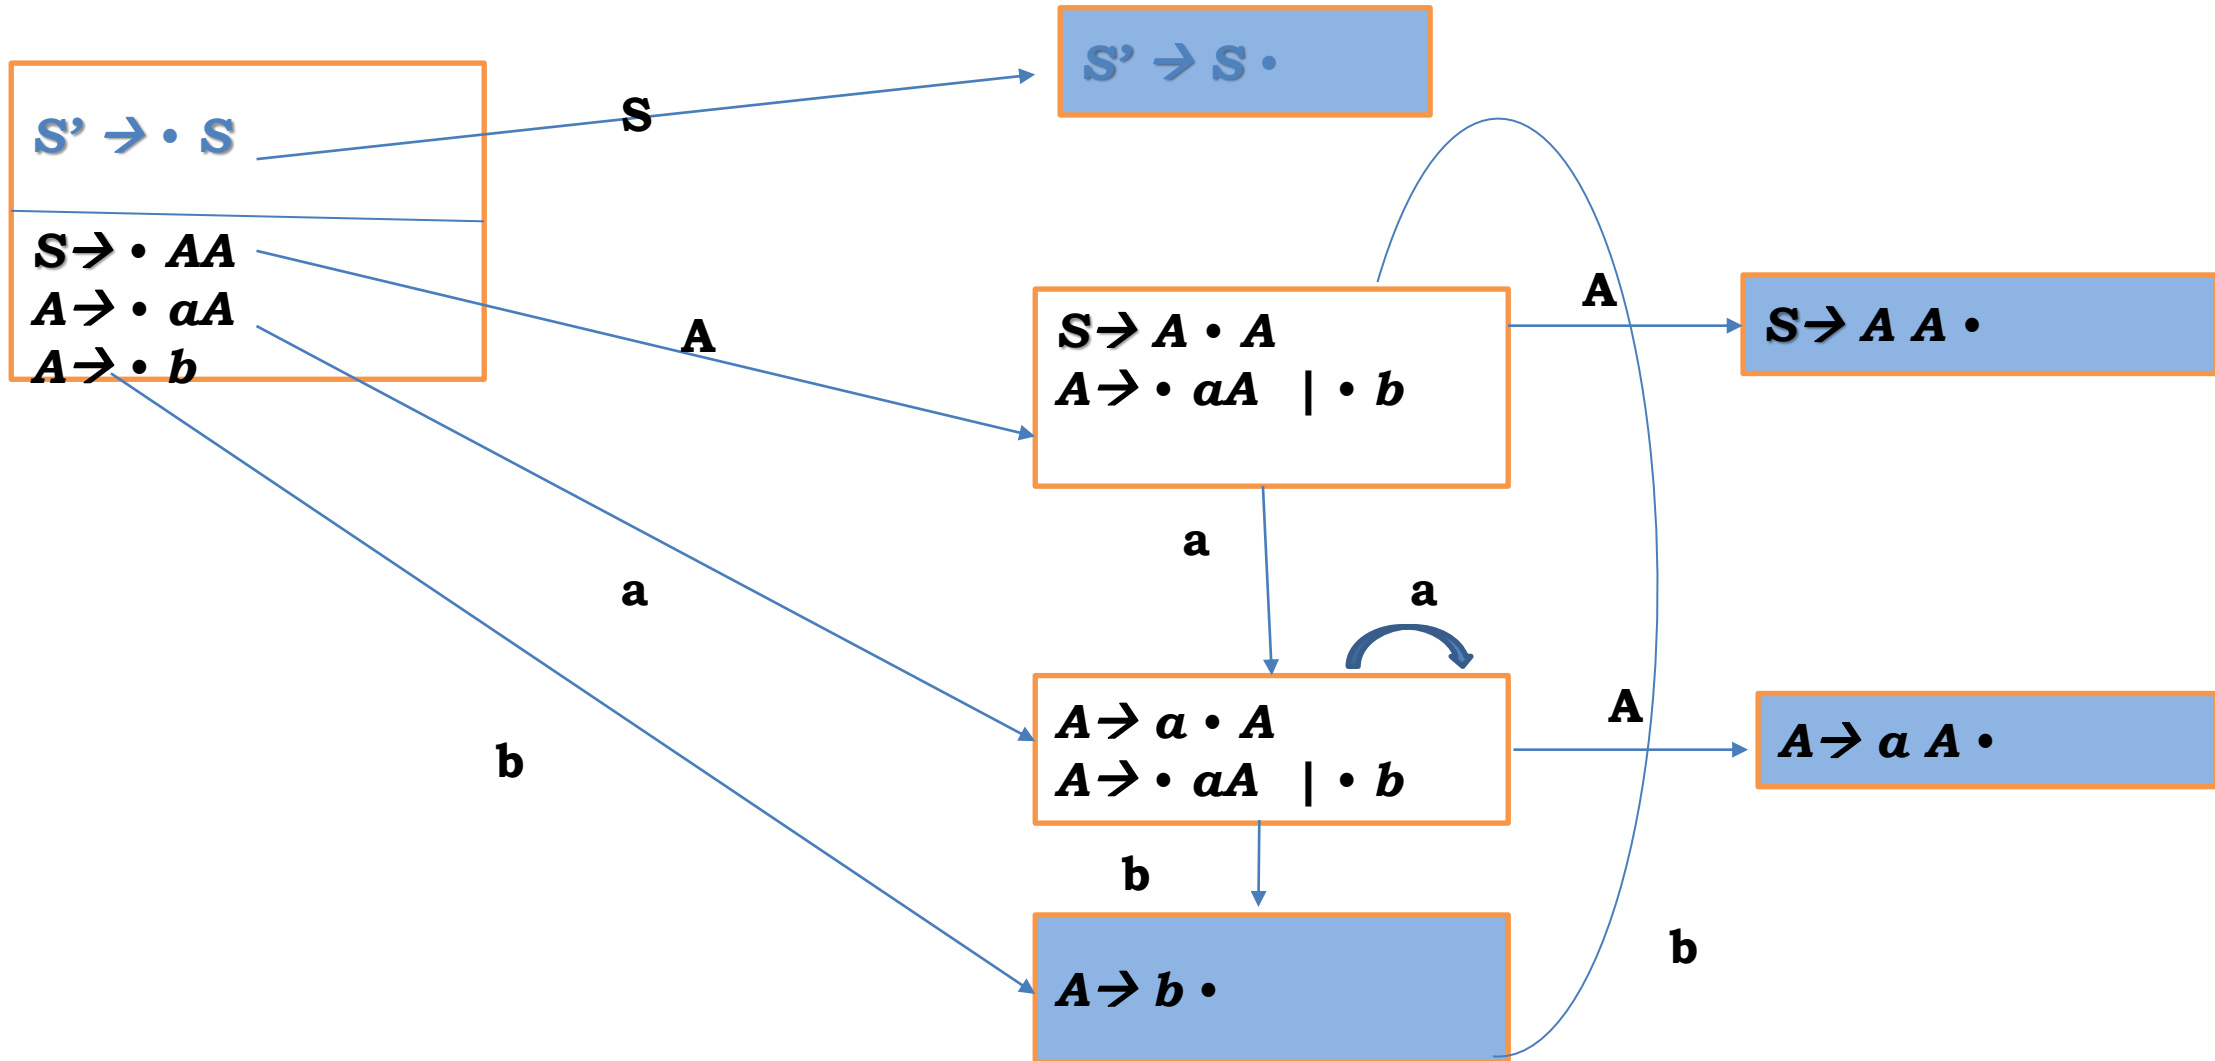 S’ → • S
S→ • AA
A→ • aA
A→ • b
S
S’ → S •
A
S→ A • A
A→ • aA | • b
A
S→ A A •
a
a
a
A→ a • A
A→ • aA | • b
A
A→ a A •
b
b
A→ b •
b